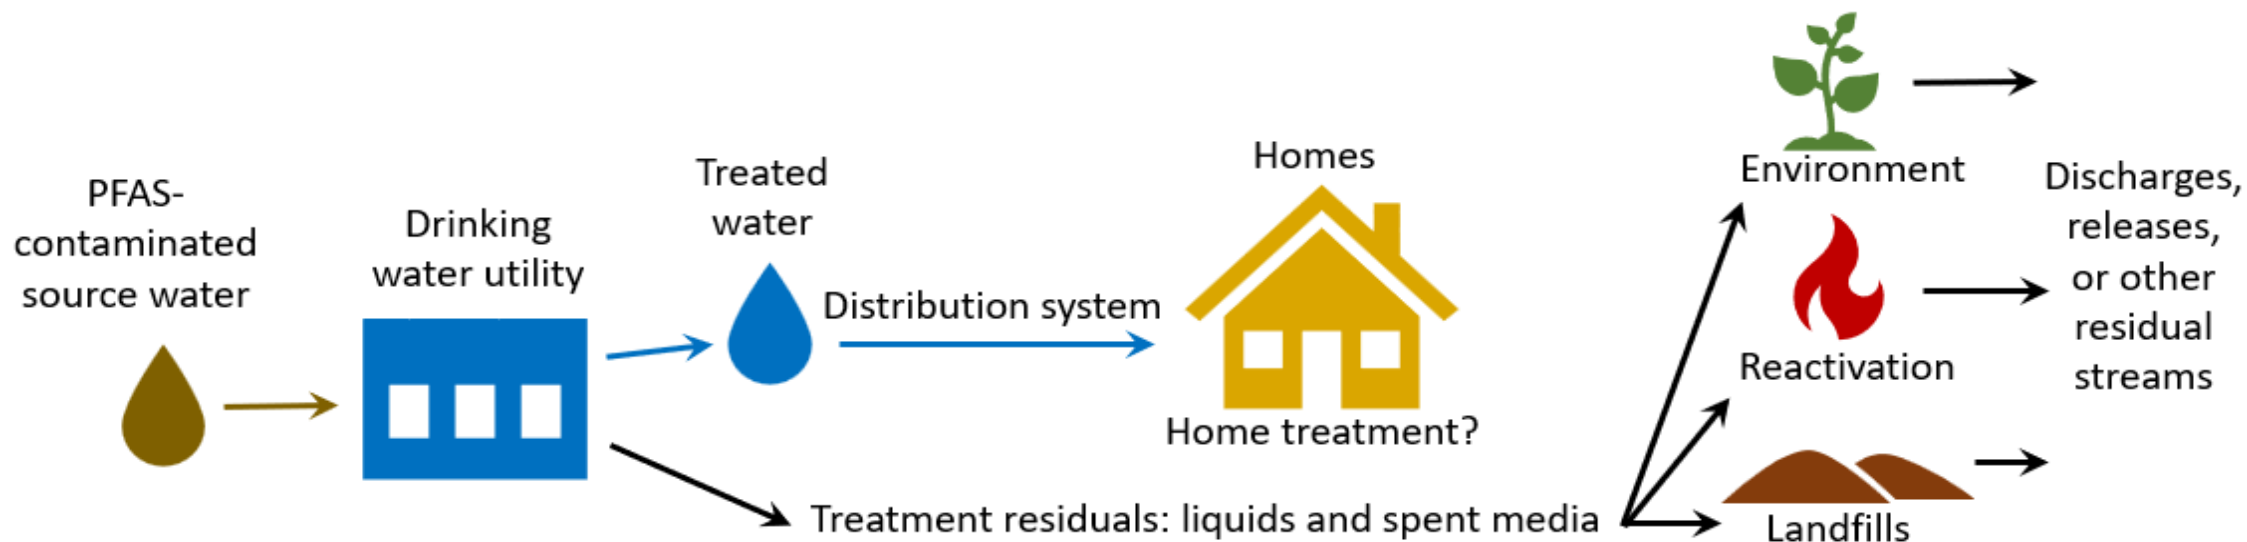 PFAS-
contaminated
source water
Drinking
water utility
Treated
water
Distribution system
Homes
Home treatment?
Treatment residuals: liquids and spent media
Environment
Reactivation
Landfills
Discharges,
releases,
or other
residual
streams